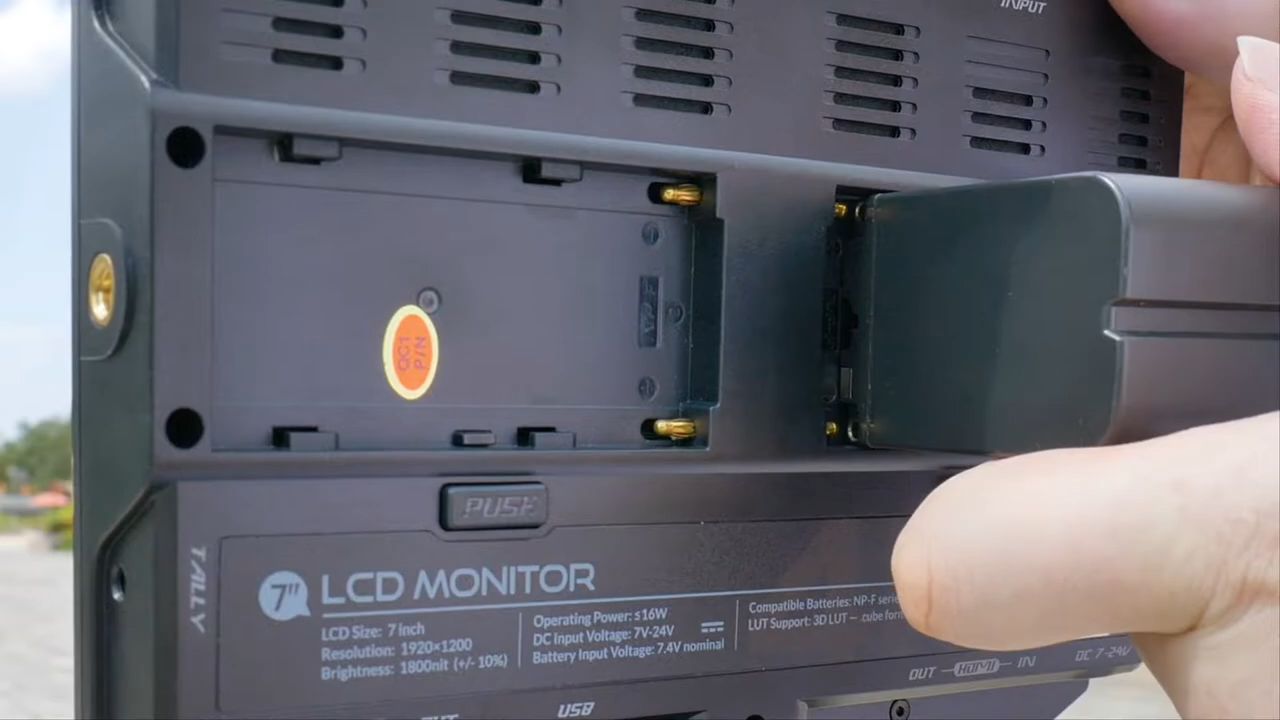 INPUT
QC1
P/N
PUSH
TALLY
7" LCD MONITOR
LCD Size: 7 inch
Resolution: 1920×1200
Brightness: 1800nit (+/- 10%)
Operating Power: ≤16W
DC Input Voltage: 7V-24V
Battery Input Voltage: 7.4V nominal
Compatible Batteries: NP-F
LUT Support: 3D LUT — .cube
OUT HDMI IN
DC 7-24V
USB